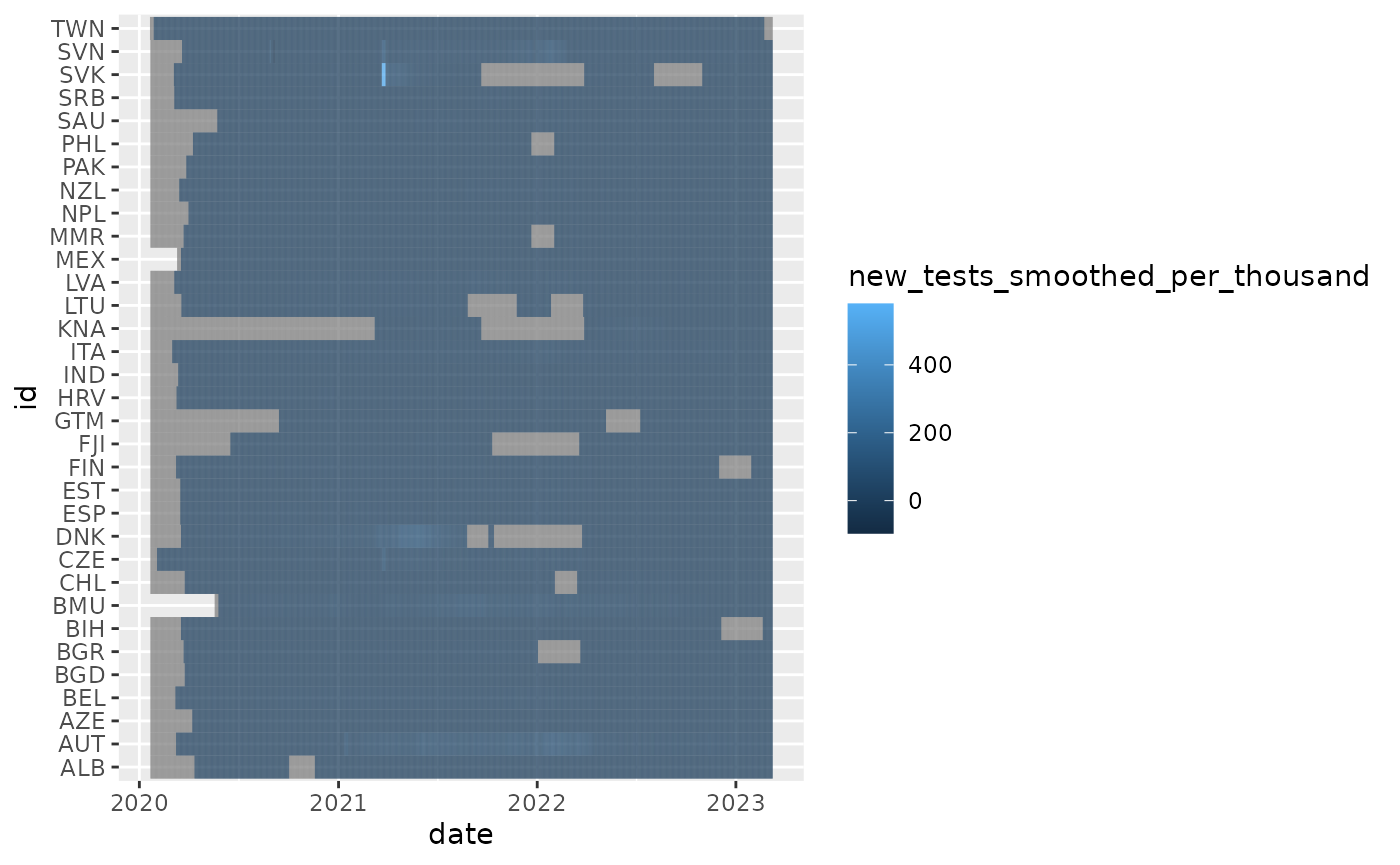 TWN
SVN
SVK
SRB
SAU
PHL
PAK
NZL
NPL
MMR
MEX
LVA
LTU
KNA
ITA
IND
HRV
GTM
FJI
FIN
EST
ESP
DNK
CZE
CHL
BMU
BIH
BGR
BGD
BEL
AZE
AUT
ALB
id
2020 2021 2022 2023
date
new_tests_smoothed_per_thousand
400
200
0